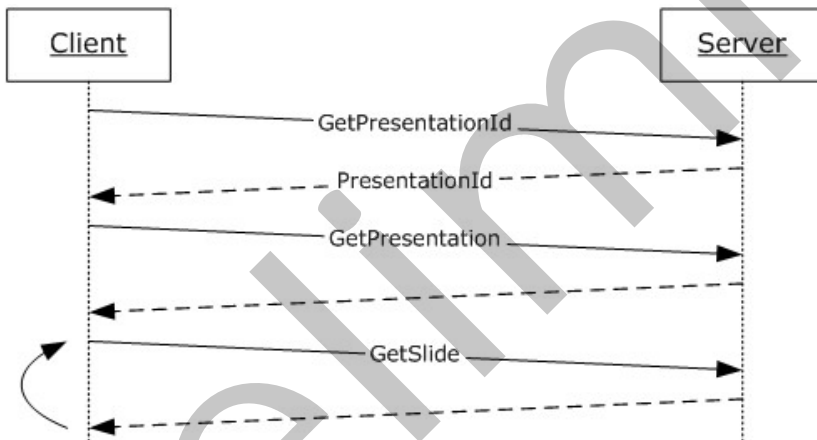 Client
Server
GetPresentationId
PresentationId
GetPresentation
GetSlide